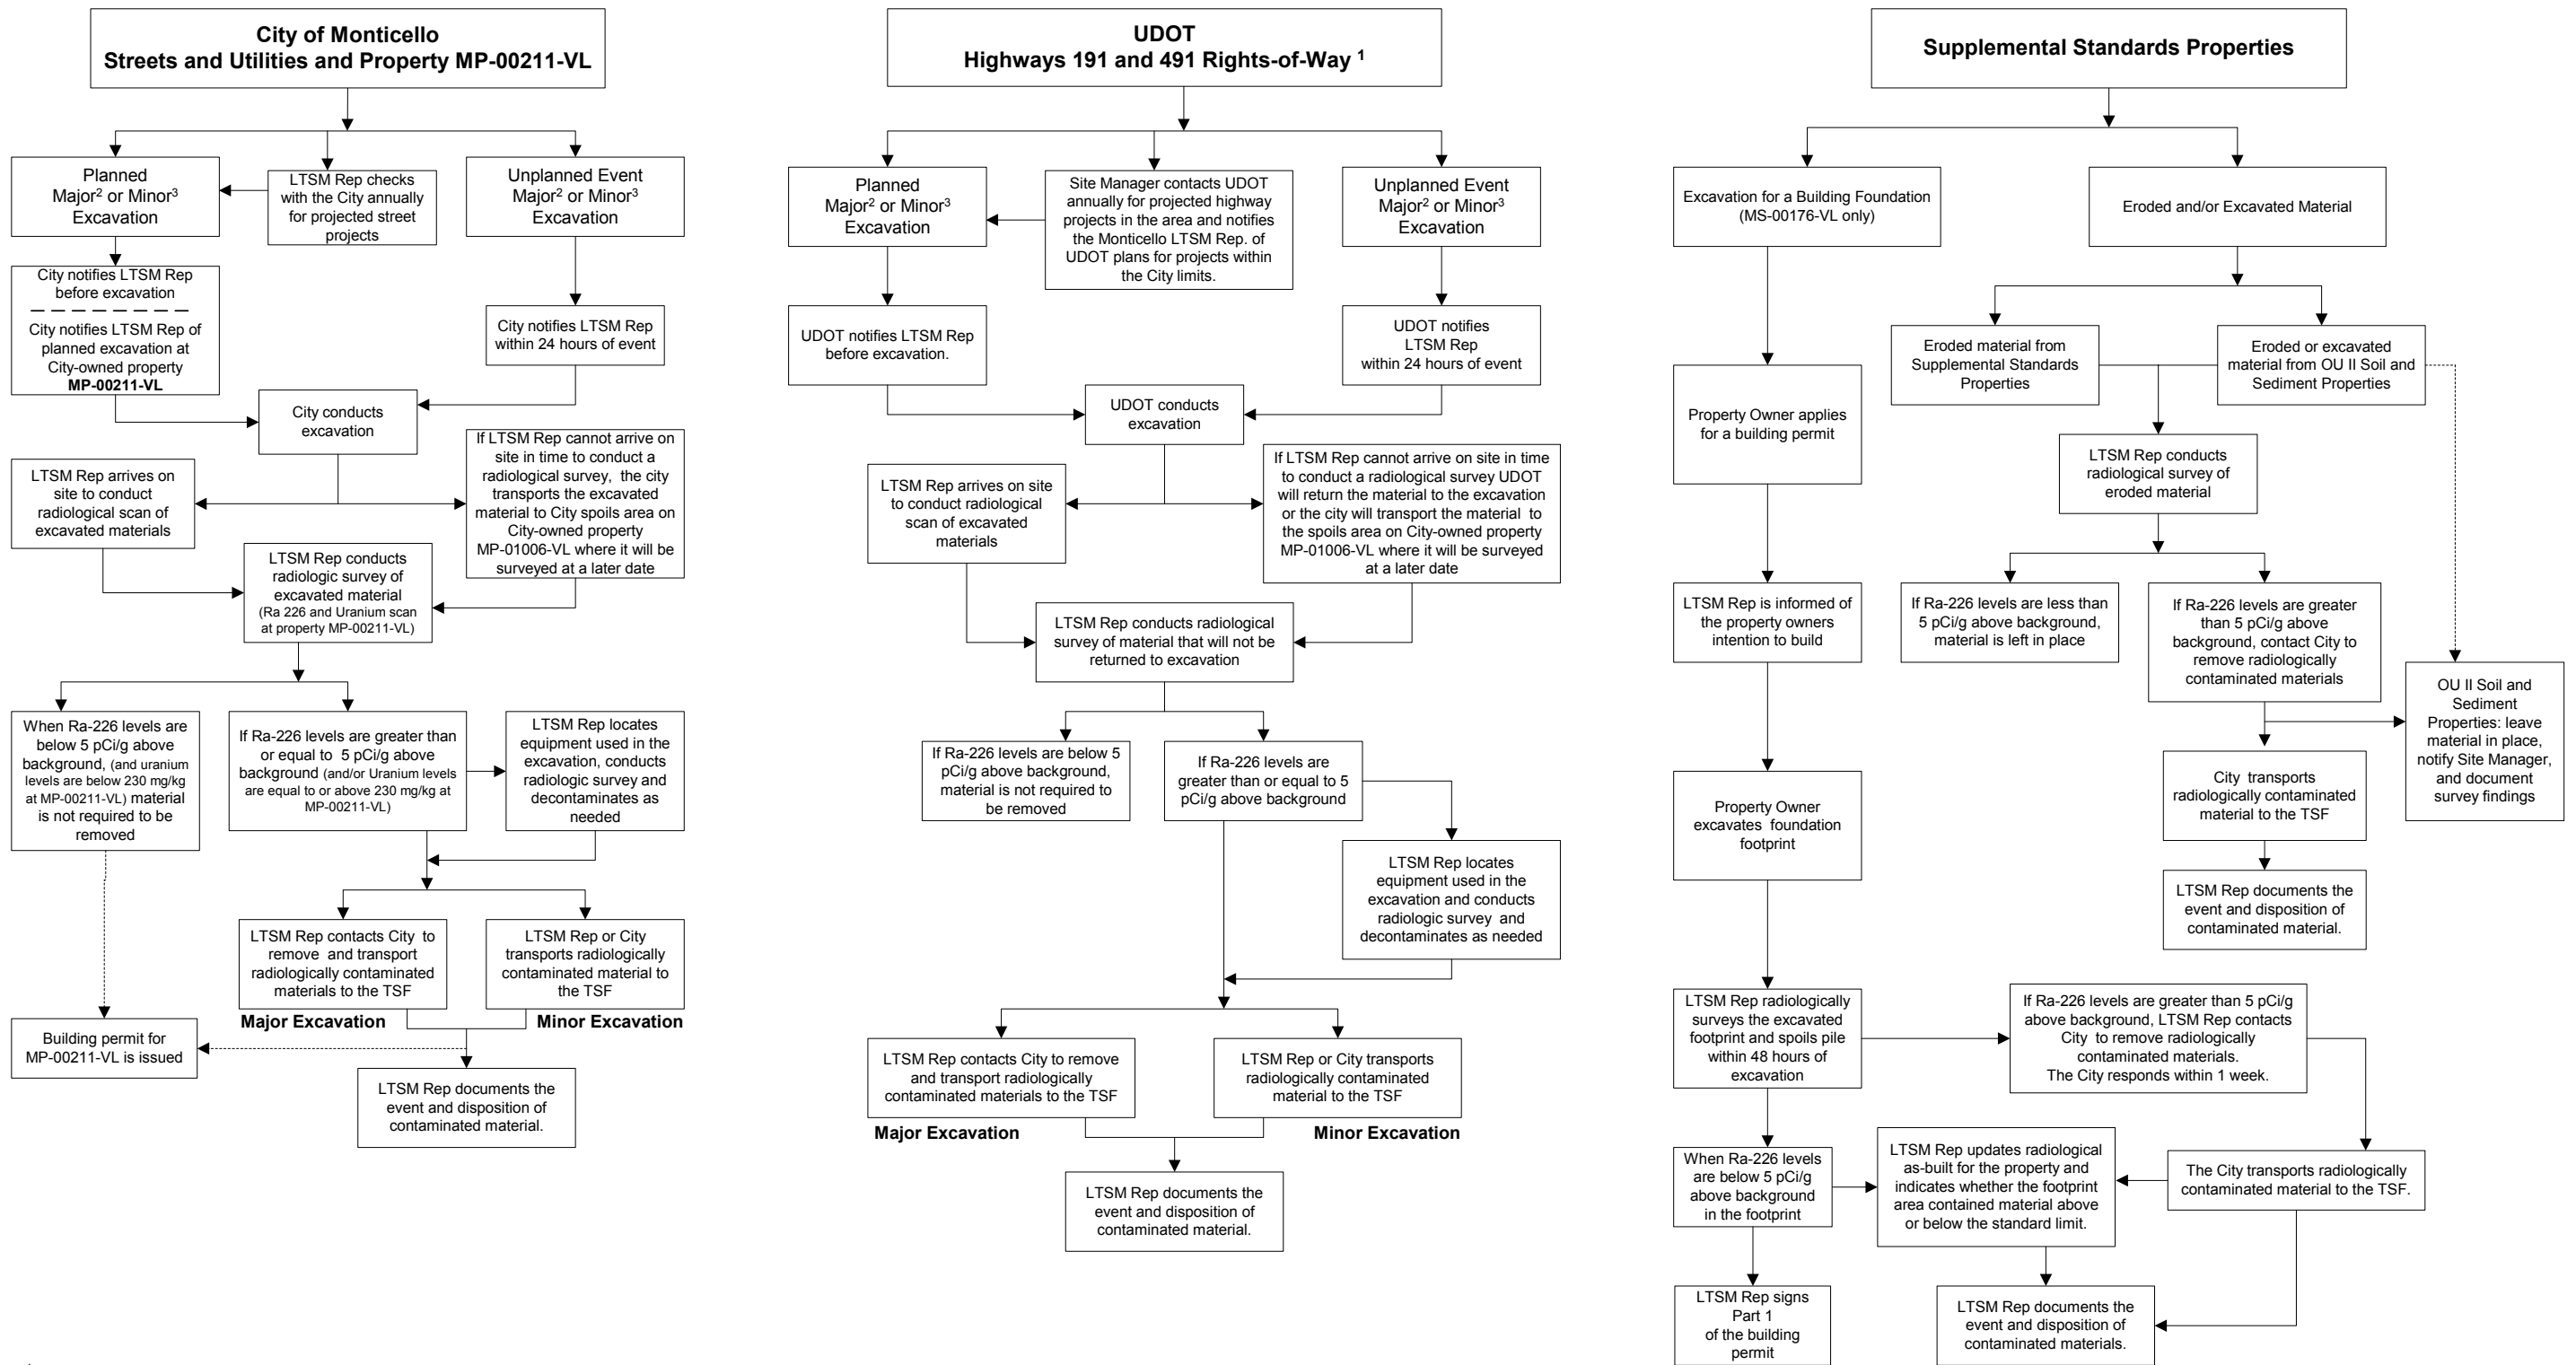 City of Monticello
Streets and Utilities and Property MP-00211-VL
Planned
Major2 or Minor3
Excavation
LTSM Rep checks
with the City annually
for projected street
projects
Unplanned Event
Major2 or Minor3
Excavation
City notifies LTSM Rep
before excavation
City notifies LTSM Rep of
planned excavation at
City-owned property
MP-00211-VL
City notifies LTSM Rep
within 24 hours of event
City conducts
excavation
LTSM Rep arrives on
site to conduct
radiological scan of
excavated materials
If LTSM Rep cannot arrive on
site in time to conduct a
radiological survey, the city
transports the excavated
material to City spoils area on
City-owned property
MP-01006-VL where it will be
surveyed at a later date
LTSM Rep conducts
radiologic survey of
excavated material
(Ra 226 and Uranium scan
at property MP-00211-VL)
When Ra-226 levels are
below 5 pCi/g above
background, (and uranium
levels are below 230 mg/kg
at MP-00211-VL) material
is not required to be
removed
If Ra-226 levels are greater than
or equal to 5 pCi/g above
background (and/or Uranium levels
are equal to or above 230 mg/kg at
MP-00211-VL)
LTSM Rep locates
equipment used in the
excavation, conducts
radiologic survey and
decontaminates as
needed
LTSM Rep contacts City to
remove and transport
radiologically contaminated
materials to the TSF
Major Excavation
LTSM Rep or City
transports radiologically
contaminated material to
the TSF
Minor Excavation
Building permit for
MP-00211-VL is issued
LTSM Rep documents the
event and disposition of
contaminated material.
UDOT
Highways 191 and 491 Rights-of-Way 1
Planned
Major2 or Minor3
Excavation
Site Manager contacts UDOT
annually for projected highway
projects in the area and notifies
the Monticello LTSM Rep. of
UDOT plans for projects within
the City limits.
Unplanned Event
Major2 or Minor3
Excavation
UDOT notifies LTSM Rep
before excavation.
UDOT notifies
LTSM Rep
within 24 hours of event
UDOT conducts
excavation
LTSM Rep arrives on site
to conduct radiological
scan of excavated
materials
If LTSM Rep cannot arrive on site in time
to conduct a radiological survey UDOT
will return the material to the excavation
or the city will transport the material to
the spoils area on City-owned property
MP-01006-VL where it will be surveyed
at a later date
LTSM Rep conducts radiological
survey of material that will not be
returned to excavation
If Ra-226 levels are below 5
pCi/g above background,
material is not required to
be removed
If Ra-226 levels are
greater than or equal to 5
pCi/g above background
LTSM Rep locates
equipment used in the
excavation and conducts
radiologic survey and
decontaminates as needed
LTSM Rep contacts City to remove
and transport radiologically
contaminated materials to the TSF
Major Excavation
LTSM Rep or City transports
radiologically contaminated
material to the TSF
Minor Excavation
LTSM Rep documents the
event and disposition of
contaminated material.
Supplemental Standards Properties
Excavation for a Building Foundation
(MS-00176-VL only)
Eroded and/or Excavated Material
Eroded material from
Supplemental Standards
Properties
Eroded or excavated
material from OU II Soil and
Sediment Properties
Property Owner applies
for a building permit
LTSM Rep conducts
radiological survey of
eroded material
LTSM Rep is informed of
the property owners
intention to build
If Ra-226 levels are less than
5 pCi/g above background,
material is left in place
If Ra-226 levels are greater
than 5 pCi/g above
background, contact City to
remove radiologically
contaminated materials
OU II Soil and
Sediment
Properties: leave
material in place,
notify Site Manager,
and document
survey findings
Property Owner
excavates foundation
footprint
City transports
radiologically contaminated
material to the TSF
LTSM Rep documents the
event and disposition of
contaminated material.
LTSM Rep radiologically
surveys the excavated
footprint and spoils pile
within 48 hours of
excavation
If Ra-226 levels are greater than 5 pCi/g
above background, LTSM Rep contacts
City to remove radiologically
contaminated materials.
The City responds within 1 week.
When Ra-226 levels
are below 5 pCi/g
above background
in the footprint
LTSM Rep updates radiological
as-built for the property and
indicates whether the footprint
area contained material above
or below the standard limit.
The City transports radiologically
contaminated material to the TSF.
LTSM Rep signs
Part 1
of the building
permit
LTSM Rep documents the
event and disposition of
contaminated materials.